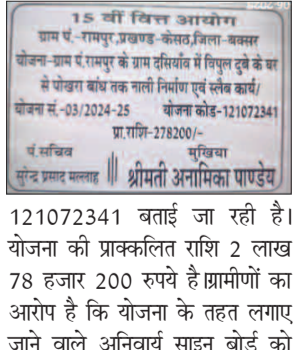 15 वीं वित्त आयोग
ग्राम पं.- रामपुर,प्रखण्ड-केसठ,जिला-बक्सर
योजना-ग्राम पं.रामपुर के ग्राम दसियांव में विपुल दुबे के घर
से पोखरा बांध तक नाली निर्माण एवं स्लैब कार्य/
योजना सं.-03/2024-25 योजना कोड-121072341
प्रा.राशि-278200/-
पं.सचिव मुखिया
सुरेन्द्र प्रसाद मल्लाह श्रीमती अनामिका पाण्डेय
121072341 बताई जा रही है।
योजना की प्राक्कलित राशि 2 लाख
78 हजार 200 रुपये है।ग्रामीणों का
आरोप है कि योजना के तहत लगाए
जाने वाले अनिवार्य साइन बोर्ड को